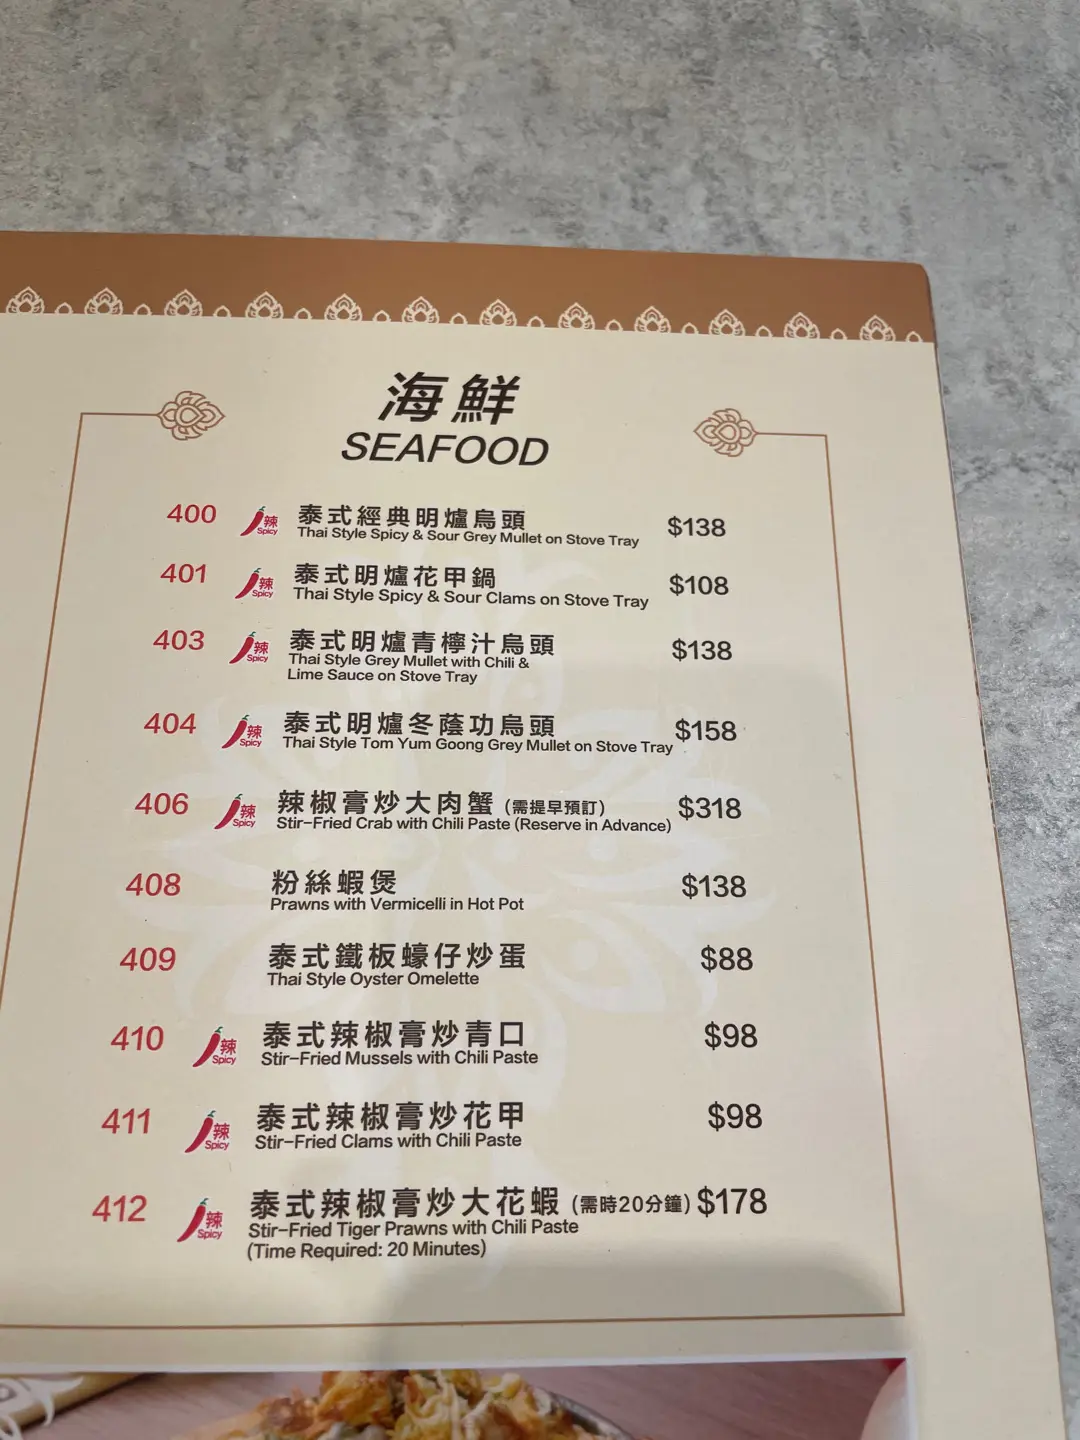 海鮮
SEAFOOD
400 辣 Spicy 泰式經典明爐烏頭 $138
Thai Style Spicy & Sour Grey Mullet on Stove Tray
401 辣 Spicy 泰式明爐花甲鍋 $108
Thai Style Spicy & Sour Clams on Stove Tray
403 辣 Spicy 泰式明爐青檸汁烏頭 $138
Thai Style Grey Mullet with Chili &
Lime Sauce on Stove Tray
404 辣 Spicy 泰式明爐冬蔭功烏頭 $158
Thai Style Tom Yum Goong Grey Mullet on Stove Tray
406 辣 Spicy 辣椒膏炒大肉蟹 (需提早預訂) $318
Stir-Fried Crab with Chili Paste (Reserve in Advance)
408 粉絲蝦煲 $138
Prawns with Vermicelli in Hot Pot
409 泰式鐵板蠔仔炒蛋 $88
Thai Style Oyster Omelette
410 辣 Spicy 泰式辣椒膏炒青口 $98
Stir-Fried Mussels with Chili Paste
411 辣 Spicy 泰式辣椒膏炒花甲 $98
Stir-Fried Clams with Chili Paste
412 辣 Spicy 泰式辣椒膏炒大花蝦 (需時20分鐘) $178
Stir-Fried Tiger Prawns with Chili Paste
(Time Required: 20 Minutes)